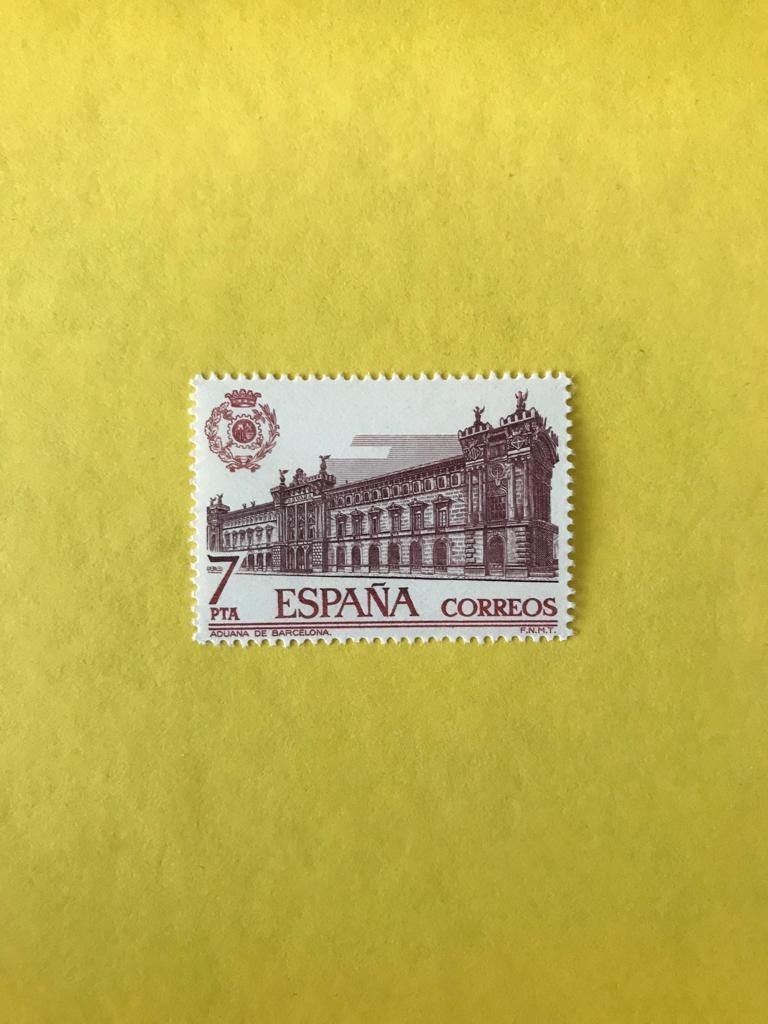 7
PTA ESPAÑA CORREOS
ADUANA DE BARCELONA. F.N.M.T.